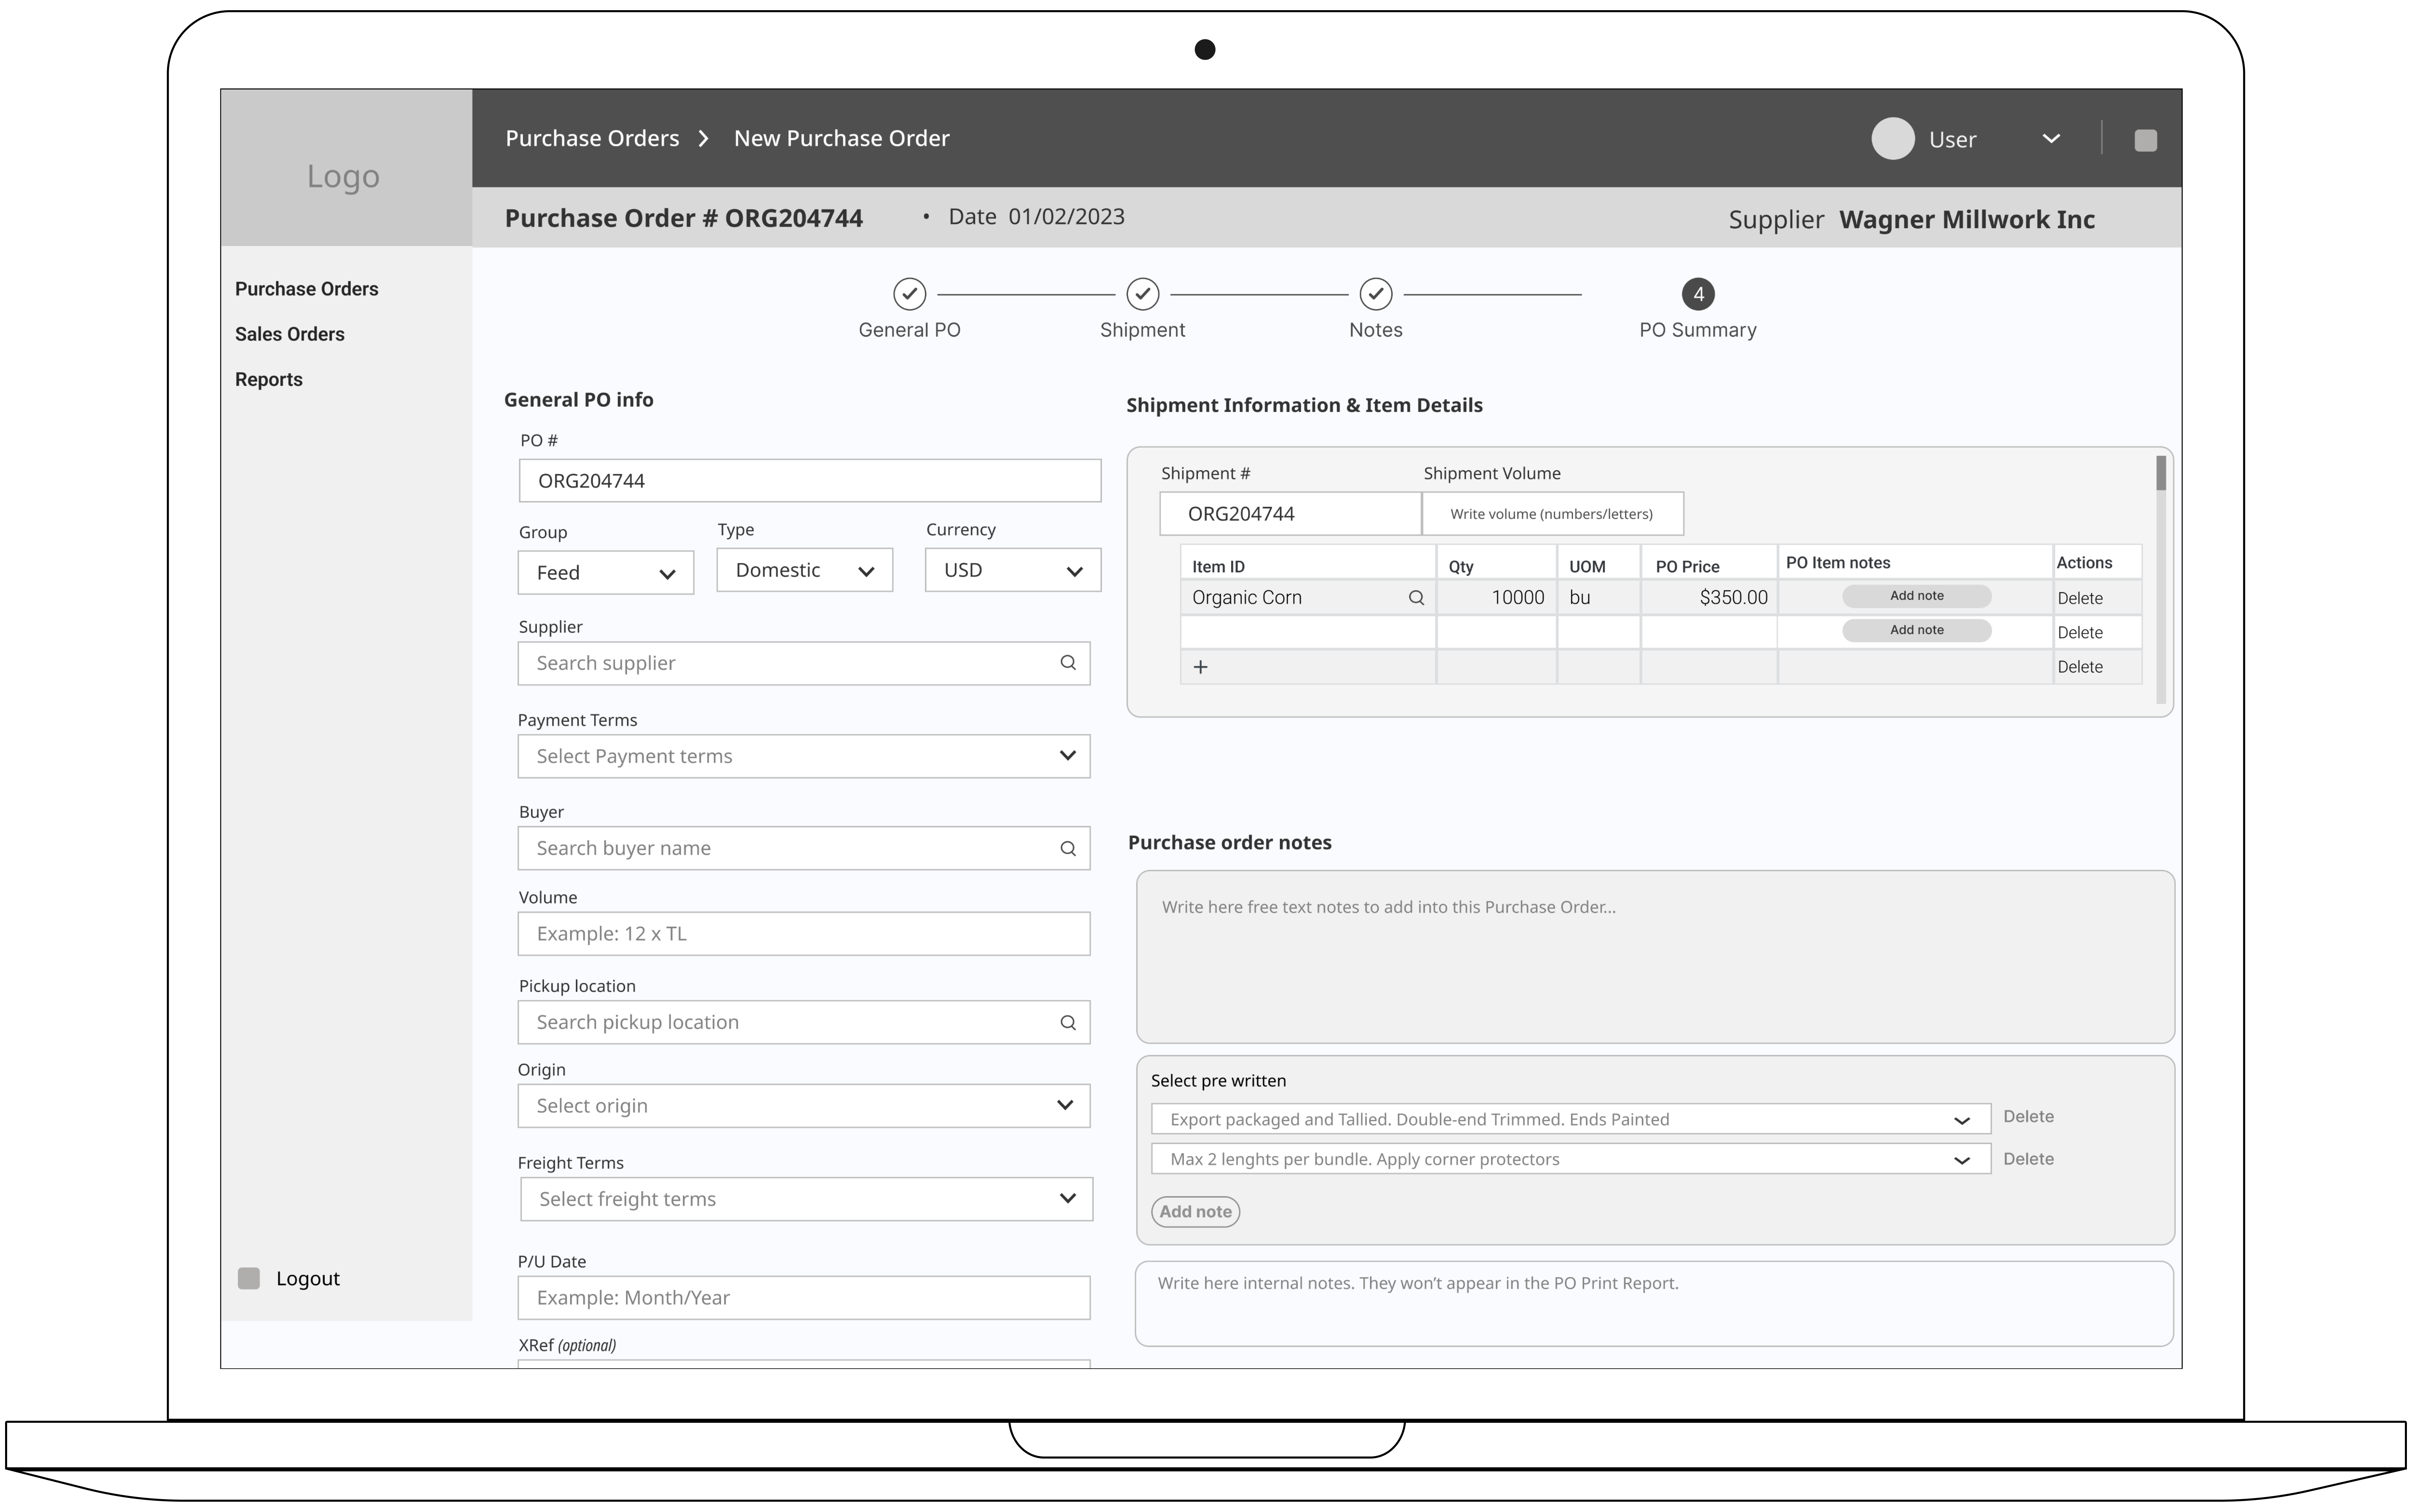 Logo
Purchase Orders > New Purchase Order
User
Purchase Order # ORG204744 • Date 01/02/2023
Supplier Wagner Millwork Inc
Purchase Orders
Sales Orders
Reports
Logout
4
General PO Shipment Notes PO Summary
General PO info
PO #
ORG204744
Group Type Currency
Feed Domestic USD
Supplier
Search supplier
Payment Terms
Select Payment terms
Buyer
Search buyer name
Volume
Example: 12 x TL
Pickup location
Search pickup location
Origin
Select origin
Freight Terms
Select freight terms
P/U Date
Example: Month/Year
XRef (optional)
Shipment Information & Item Details
Shipment # Shipment Volume
ORG204744 Write volume (numbers/letters)
Item ID Qty UOM PO Price PO Item notes Actions
Organic Corn 10000 bu $350.00 Add note Delete
Add note Delete
+ Delete
Purchase order notes
Write here free text notes to add into this Purchase Order...
Select pre written
Export packaged and Tallied. Double-end Trimmed. Ends Painted Delete
Max 2 lenghts per bundle. Apply corner protectors Delete
Add note
Write here internal notes. They won’t appear in the PO Print Report.